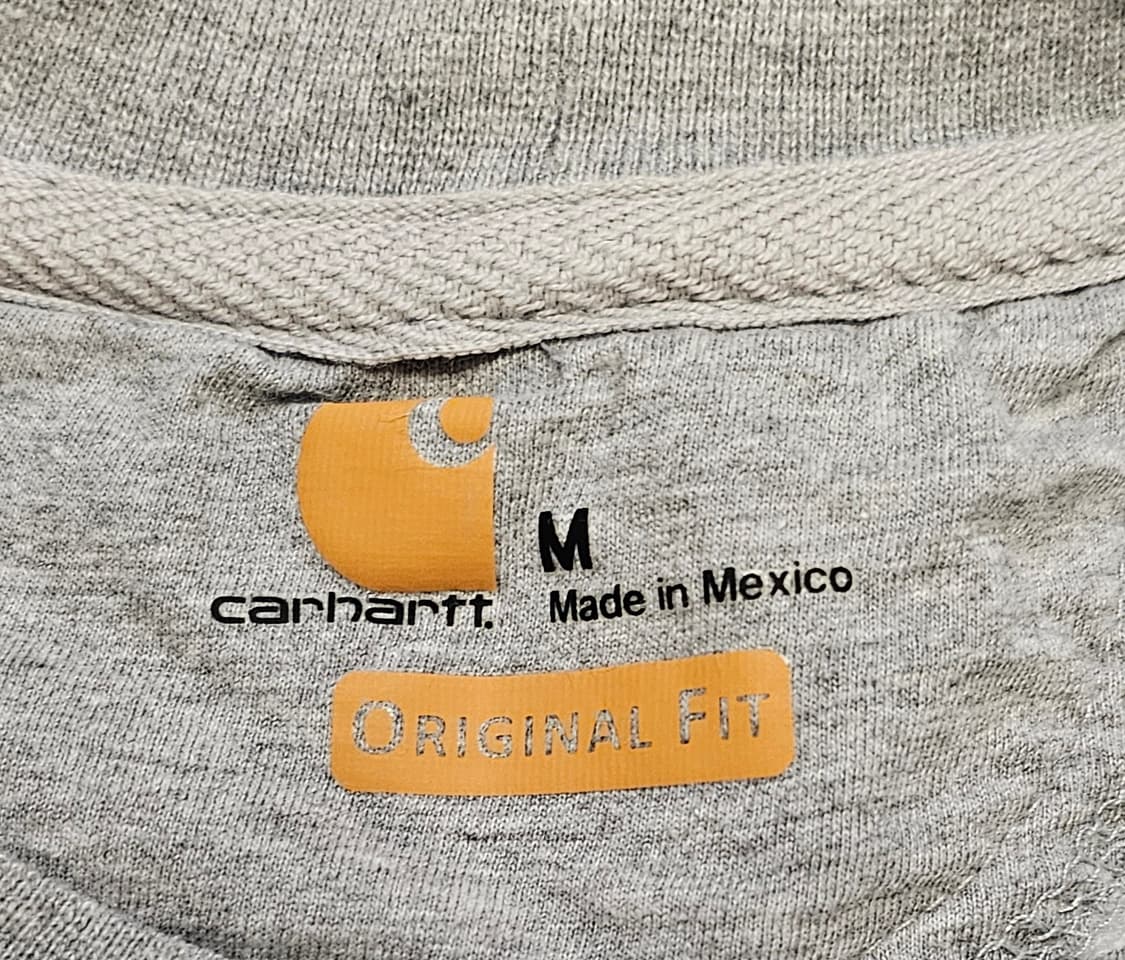 M
carhartt.
Made in Mexico
ORIGINAL FIT